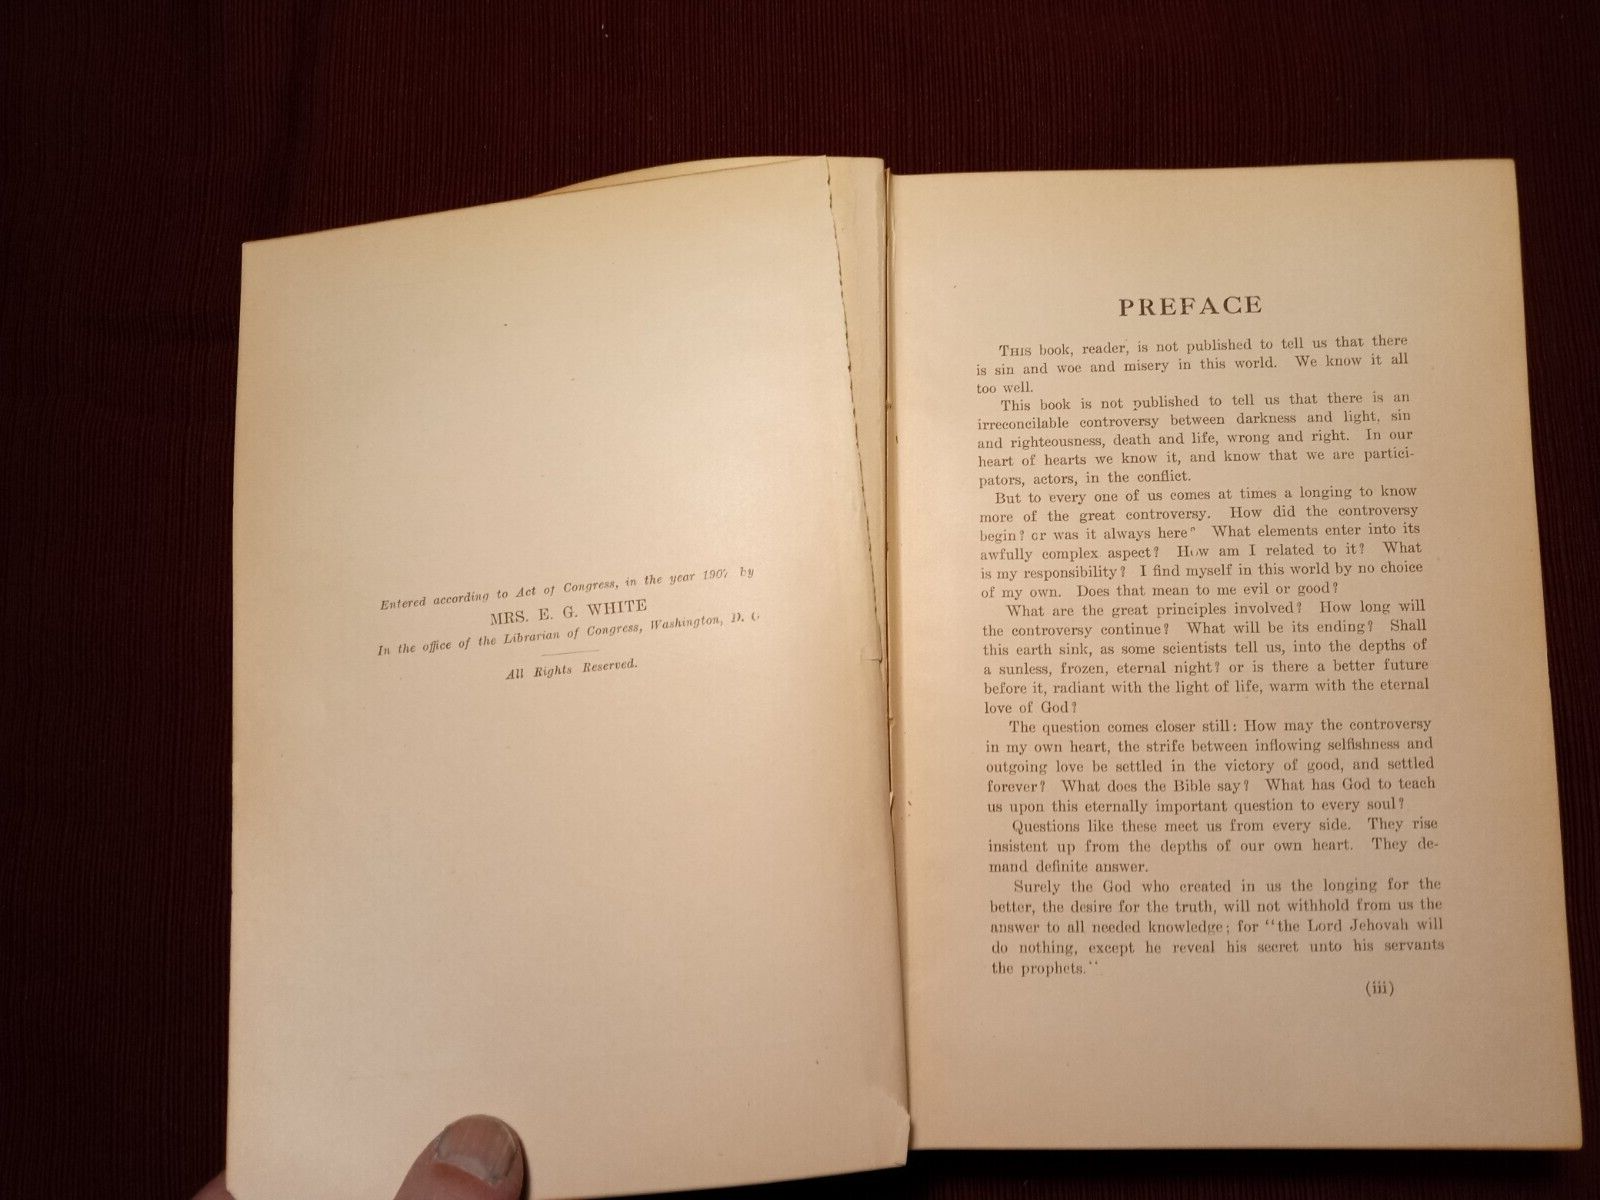 Entered according to Act of Congress, in the year 1907 by
MRS. E. G. WHITE
In the office of the Librarian of Congress, Washington, D. C
All Rights Reserved.
PREFACE
THIS book, reader, is not published to tell us that there
is sin and woe and misery in this world. We know it all
too well.
This book is not published to tell us that there is an
irreconcilable controversy between darkness and light, sin
and righteousness, death and life, wrong and right. In our
heart of hearts we know it, and know that we are partici-
pators, actors, in the conflict.
But to every one of us comes at times a longing to know
more of the great controversy. How did the controversy
begin? or was it always here? What elements enter into its
awfully complex aspect? How am I related to it? What
is my responsibility? I find myself in this world by no choice
of my own. Does that mean to me evil or good?
What are the great principles involved? How long will
the controversy continue? What will be its ending? Shall
this earth sink, as some scientists tell us, into the depths of
a sunless, frozen, eternal night? or is there a better future
before it, radiant with the light of life, warm with the eternal
love of God?
The question comes closer still: How may the controversy
in my own heart, the strife between inflowing selfishness and
outgoing love be settled in the victory of good, and settled
forever? What does the Bible say? What has God to teach
us upon this eternally important question to every soul?
Questions like these meet us from every side. They rise
insistent up from the depths of our own heart. They de-
mand definite answer.
Surely the God who created in us the longing for the
better, the desire for the truth, will not withhold from us the
answer to all needed knowledge; for "the Lord Jehovah will
do nothing, except he reveal his secret unto his servants
the prophets."
(iii)